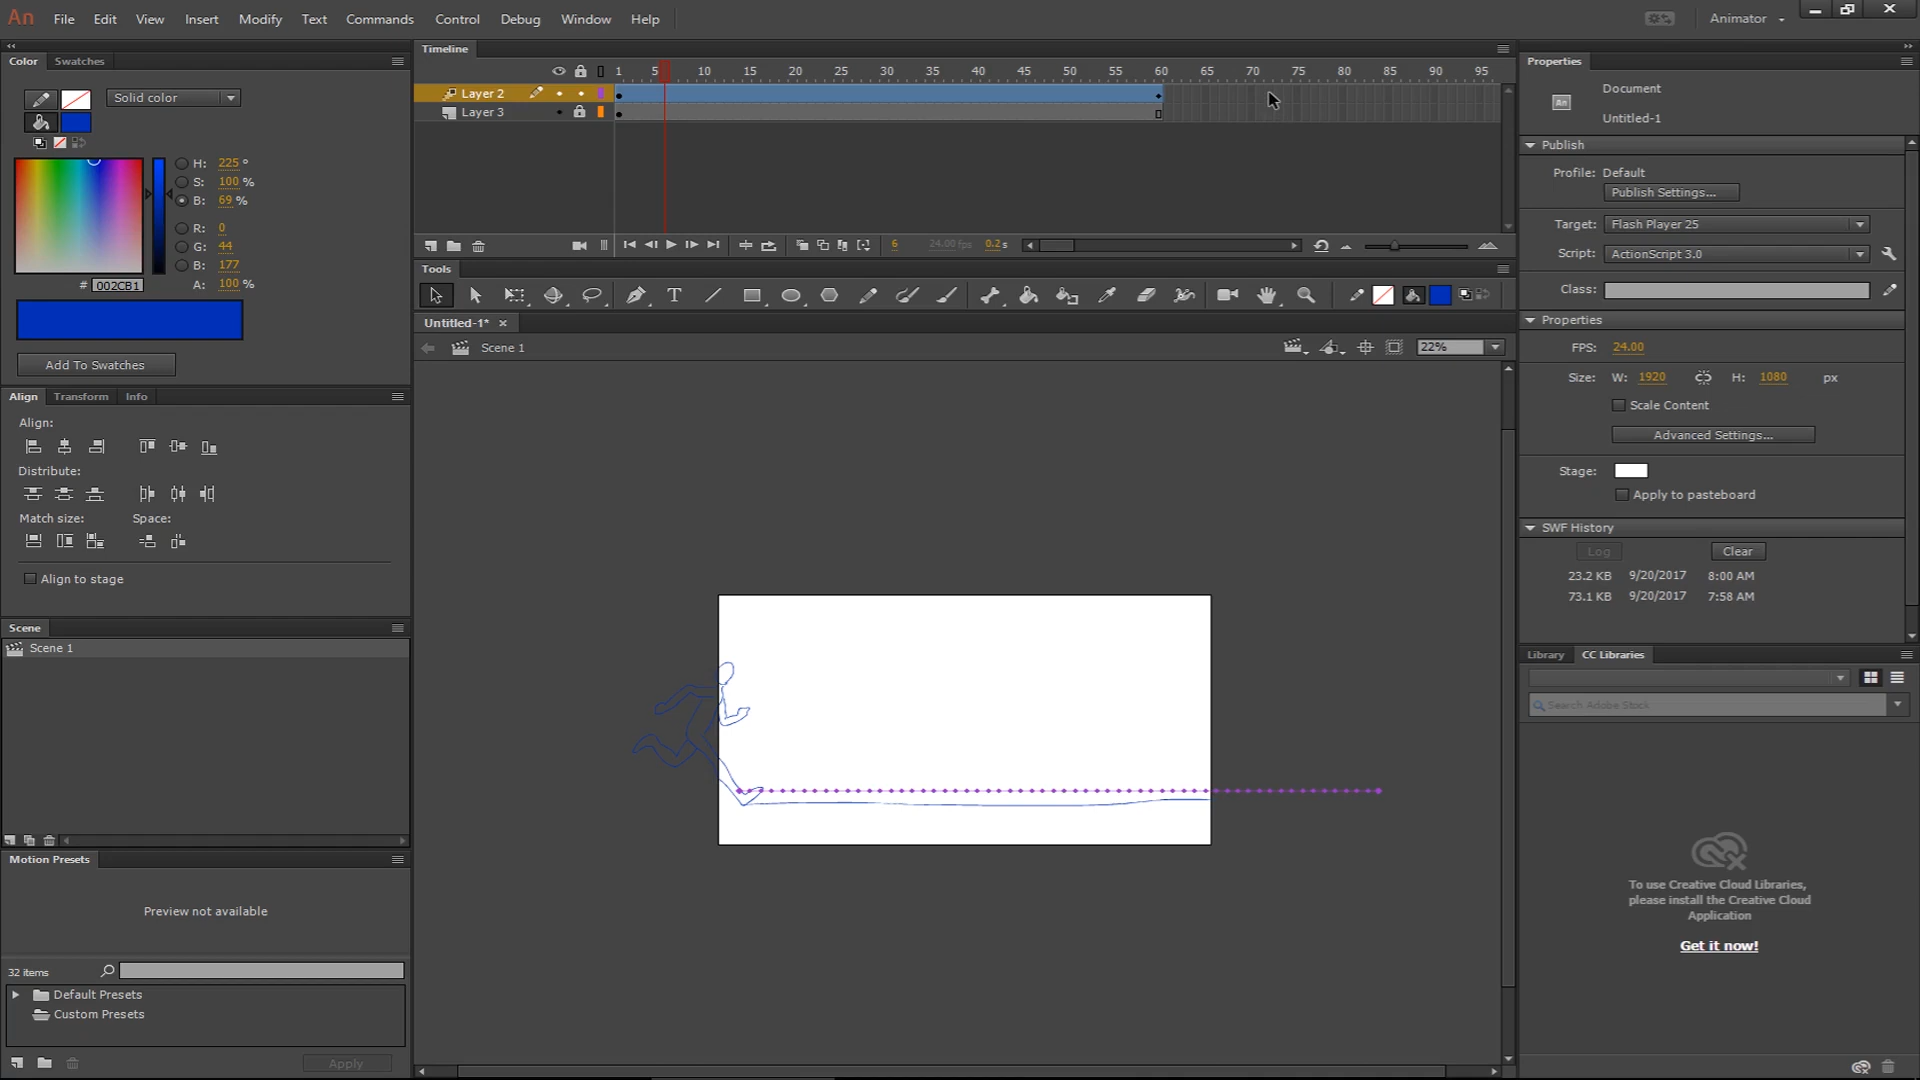 An File Edit View Insert Modify Text Commands Control Debug Window Help Animator
Color Swatches
Solid color
H: 225 °
S: 100 %
B: 69 %
R: 0
G: 44
B: 177
# 002CB1 A: 100 %
Add To Swatches
Align Transform Info
Align:
Distribute:
Match size: Space:
Align to stage
Scene
Scene 1
Motion Presets
Preview not available
32 items
Default Presets
Custom Presets
Apply
Timeline
1 5 10 15 20 25 30 35 40 45 50 55 60 65 70 75 80 85 90 95
Layer 2
Layer 3
6 24.00 fps 0.2 s
Tools
T
Untitled-1* ×
Scene 1 22%
Properties
An Document
Untitled-1
Publish
Profile: Default
Publish Settings...
Target: Flash Player 25
Script: ActionScript 3.0
Class:
Properties
FPS: 24.00
Size: W: 1920 H: 1080 px
Scale Content
Advanced Settings...
Stage:
Apply to pasteboard
SWF History
Log Clear
23.2 KB 9/20/2017 8:00 AM
73.1 KB 9/20/2017 7:58 AM
Library CC Libraries
Search Adobe Stock
To use Creative Cloud Libraries,
please install the Creative Cloud
Application
Get it now!